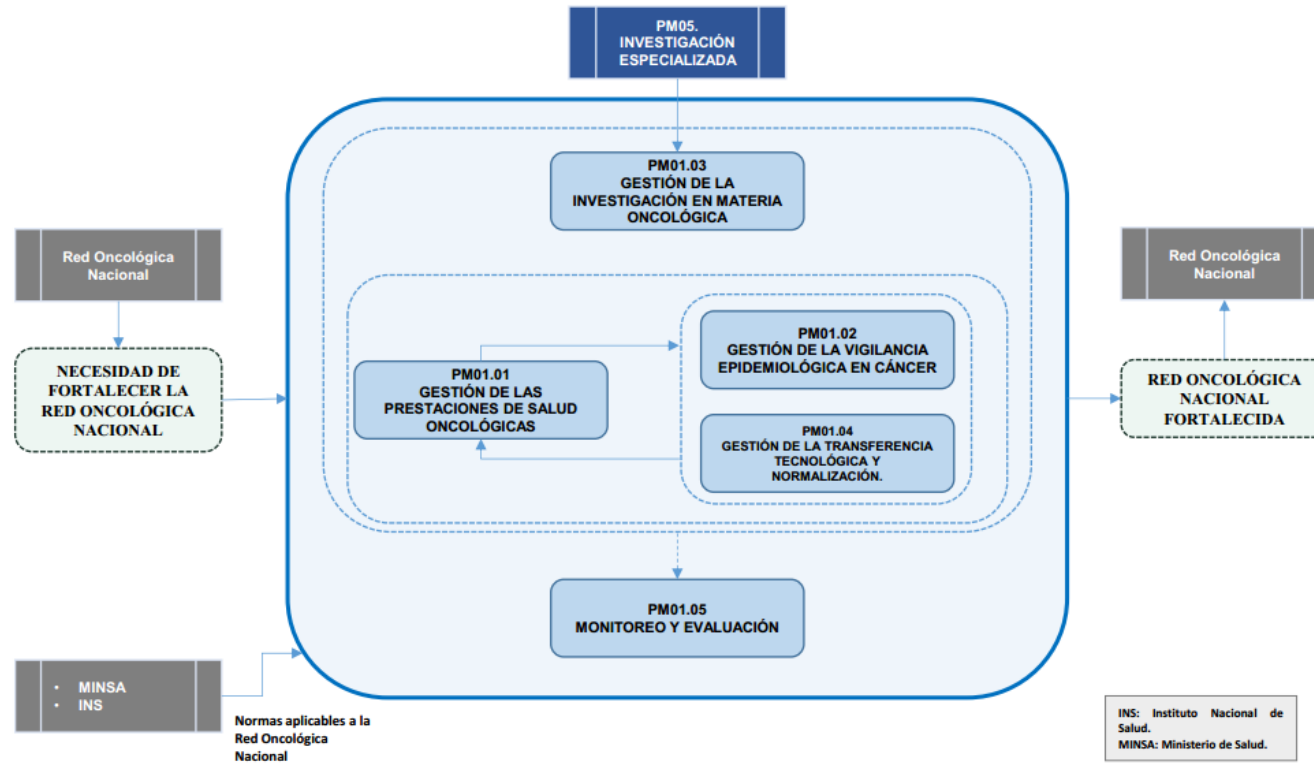 PM05.
INVESTIGACIÓN
ESPECIALIZADA
PM01.03
GESTIÓN DE LA
INVESTIGACIÓN EN MATERIA
ONCOLÓGICA
Red Oncológica
Nacional
NECESIDAD DE
FORTALECER LA
RED ONCOLÓGICA
NACIONAL
PM01.01
GESTIÓN DE LAS
PRESTACIONES DE SALUD
ONCOLÓGICAS
PM01.02
GESTIÓN DE LA VIGILANCIA
EPIDEMIOLÓGICA EN CÁNCER
PM01.04
GESTIÓN DE LA TRANSFERENCIA
TECNOLÓGICA Y
NORMALIZACIÓN.
Red Oncológica
Nacional
RED ONCOLÓGICA
NACIONAL
FORTALECIDA
PM01.05
MONITOREO Y EVALUACIÓN
• MINSA
• INS
Normas aplicables a la
Red Oncológica
Nacional
INS: Instituto Nacional de
Salud.
MINSA: Ministerio de Salud.